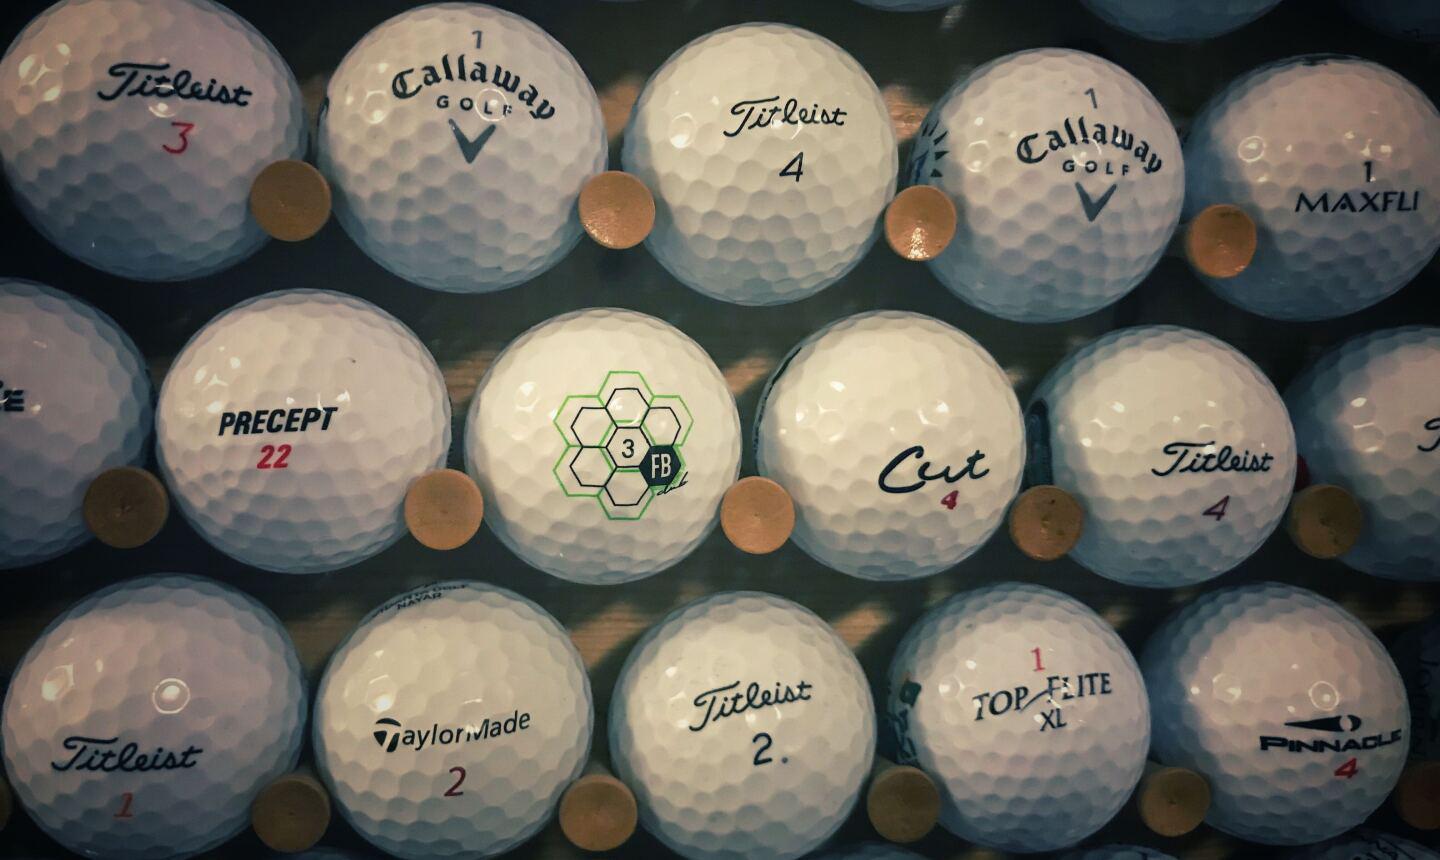 Titleist
3
1
Callaway
GOLF
Titleist
4
1
Callaway
GOLF
1
MAXFLI
PRECEPT
22
3
FB
Cut
4
Titleist
4
Titleist
1
NAYAR
TaylorMade
2
Titleist
2.
1
TOP FLITE
XL
PINNACLE
4